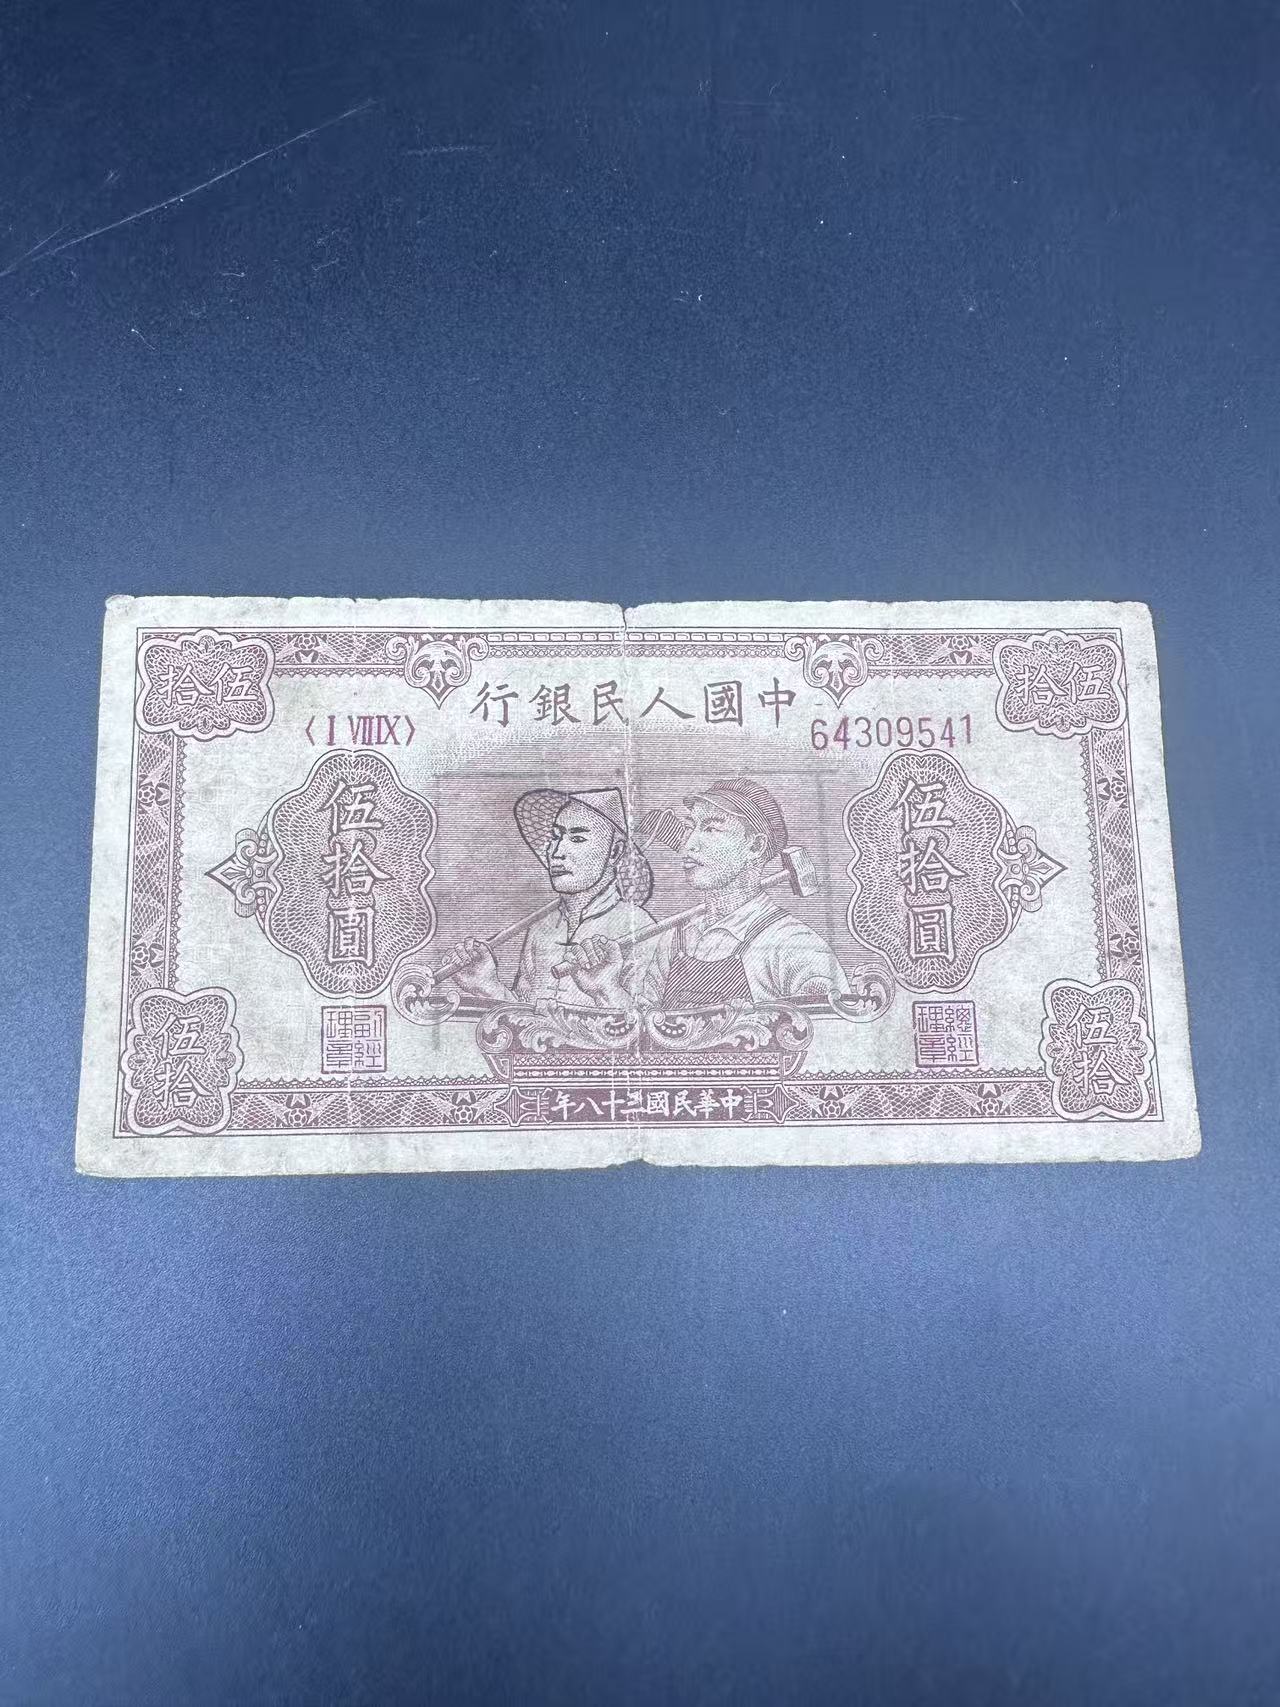 伍拾
伍拾
中國人民銀行
〈I VIII IX〉
64309541
伍拾圓
伍拾圓
副經理章
總經理章
伍拾
伍拾
中華民國三十八年